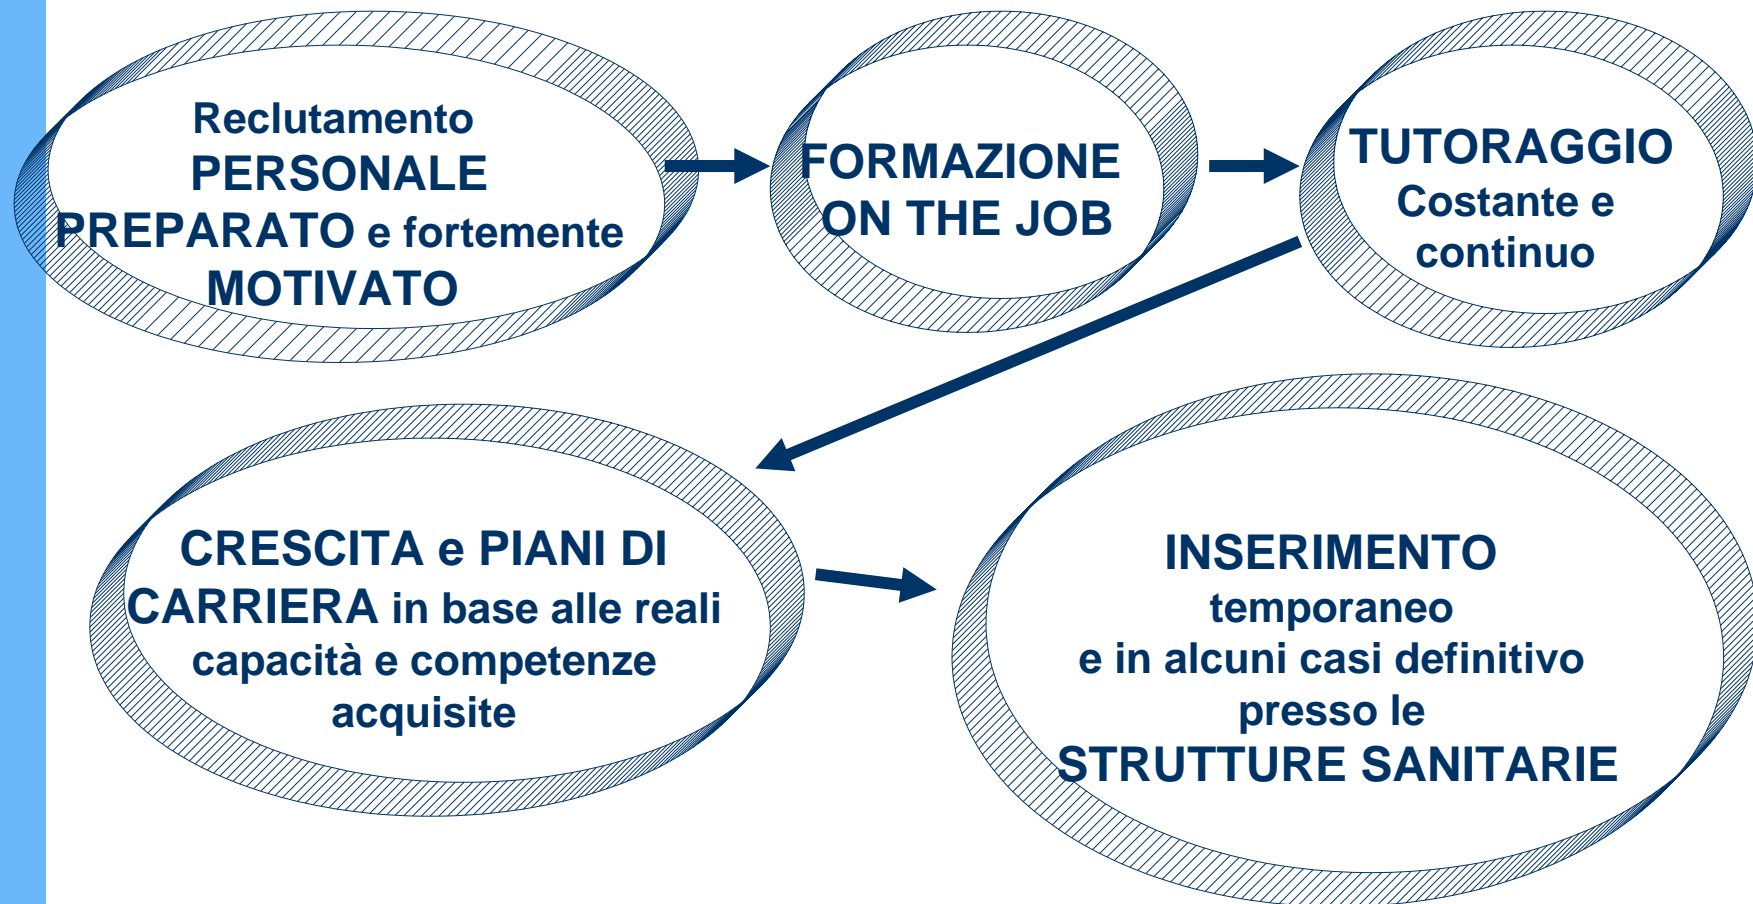 Reclutamento
PERSONALE
PREPARATO e fortemente
MOTIVATO
FORMAZIONE
ON THE JOB
TUTORAGGIO
Costante e
continuo
CRESCITA e PIANI DI
CARRIERA in base alle reali
capacità e competenze
acquisite
INSERIMENTO
temporaneo
e in alcuni casi definitivo
presso le
STRUTTURE SANITARIE